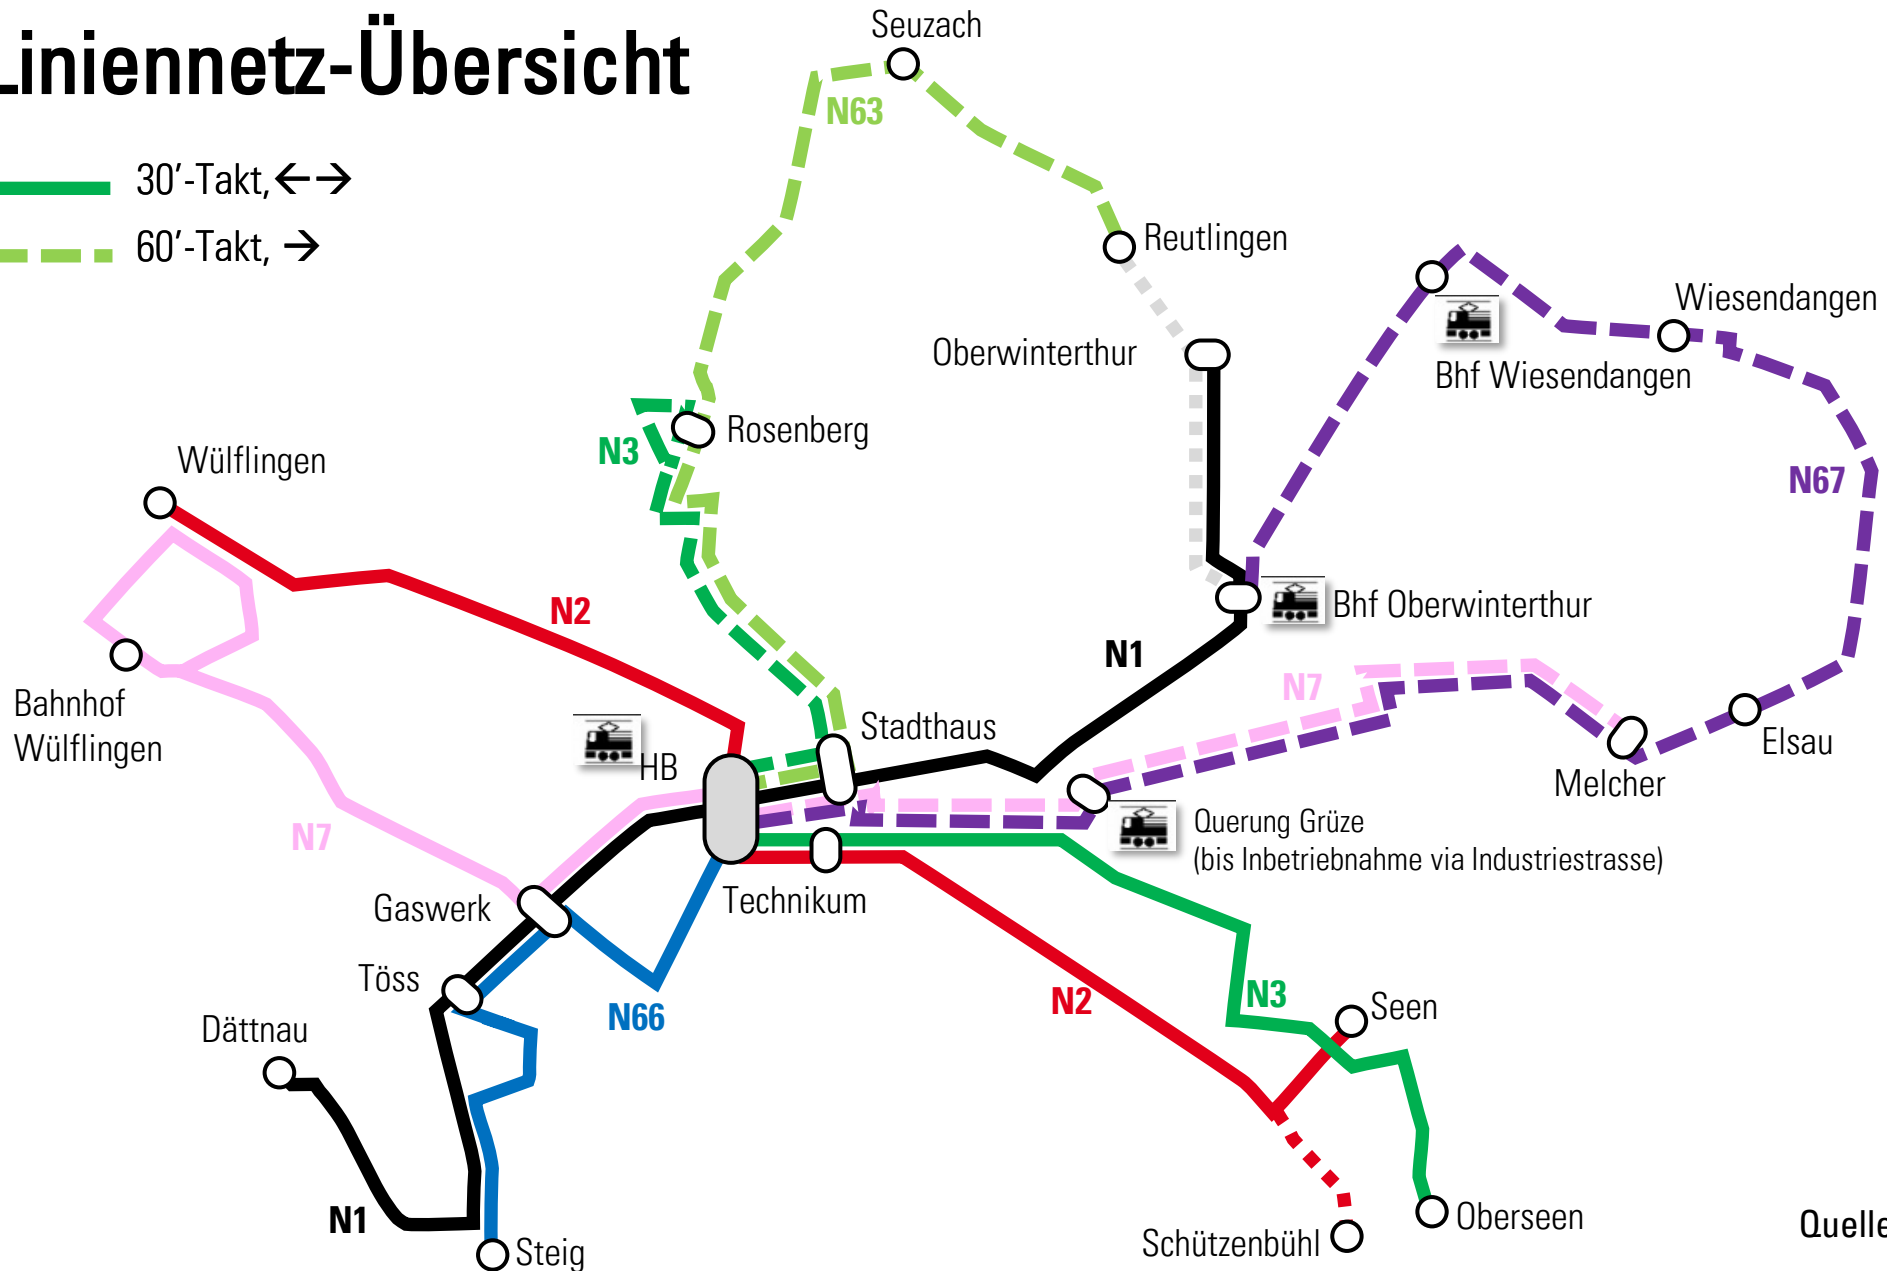 Liniennetz-Übersicht
30’-Takt,←→
60’-Takt, →
Seuzach
N63
Reutlingen
Wiesendangen
Oberwinterthur
Bhf Wiesendangen
Rosenberg
N3
Wülflingen
N67
N2
Bhf Oberwinterthur
N1
N7
Bahnhof
Wülflingen
Stadthaus
Elsau
HB
Melcher
N7
Querung Grüze
(bis Inbetriebnahme via Industriestrasse)
Technikum
Gaswerk
Töss
N66
N2
N3
Seen
Dättnau
N1
Steig
Schützenbühl
Oberseen
Quelle